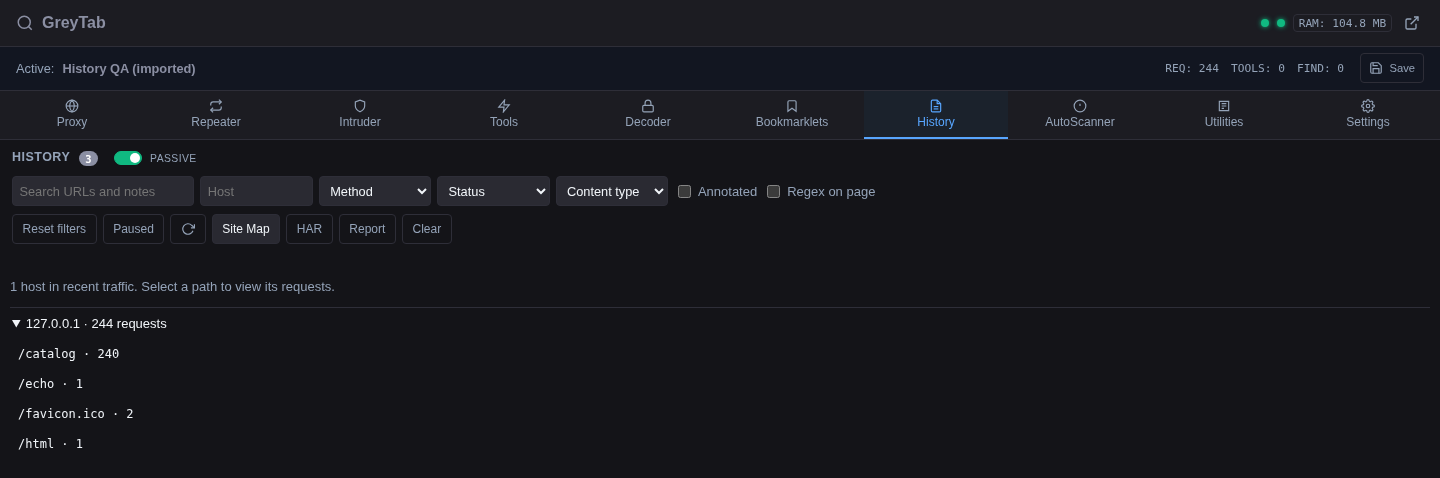 GreyTab
RAM: 104.8 MB
Active: History QA (imported)
REQ: 244 TOOLS: 0 FIND: 0 Save
Proxy Repeater Intruder Tools Decoder Bookmarklets History AutoScanner Utilities Settings
HISTORY 3 PASSIVE
Search URLs and notes Host Method Status Content type Annotated Regex on page
Reset filters Paused Site Map HAR Report Clear
1 host in recent traffic. Select a path to view its requests.
127.0.0.1 · 244 requests
/catalog · 240
/echo · 1
/favicon.ico · 2
/html · 1